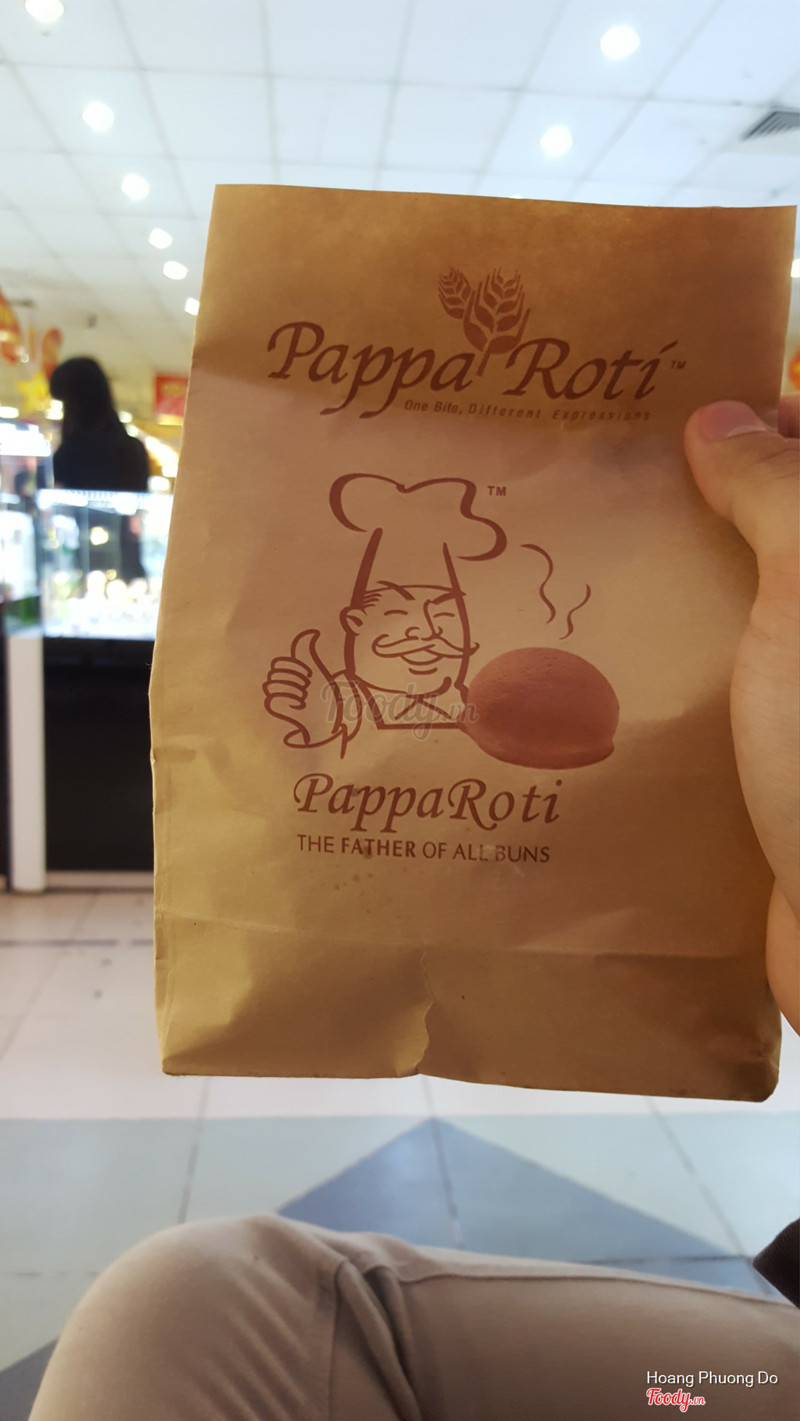 Pappa Roti™
One Bite, Different Expressions
TM
Foody.vn
PappaRoti
THE FATHER OF ALL BUNS
Hoang Phuong Do
Foody.vn